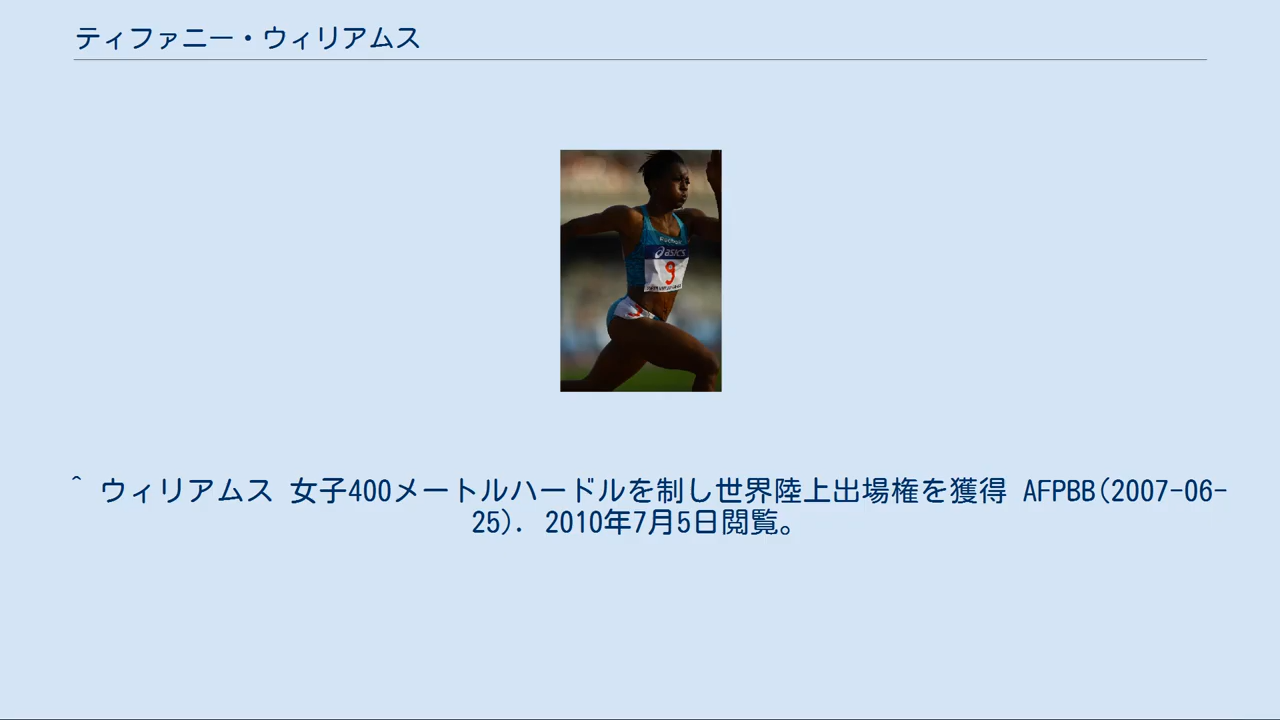 ティファニー・ウィリアムス
asics
9
^ ウィリアムス 女子400メートルハードルを制し世界陸上出場権を獲得 AFPBB(2007-06-
25). 2010年7月5日閲覧。